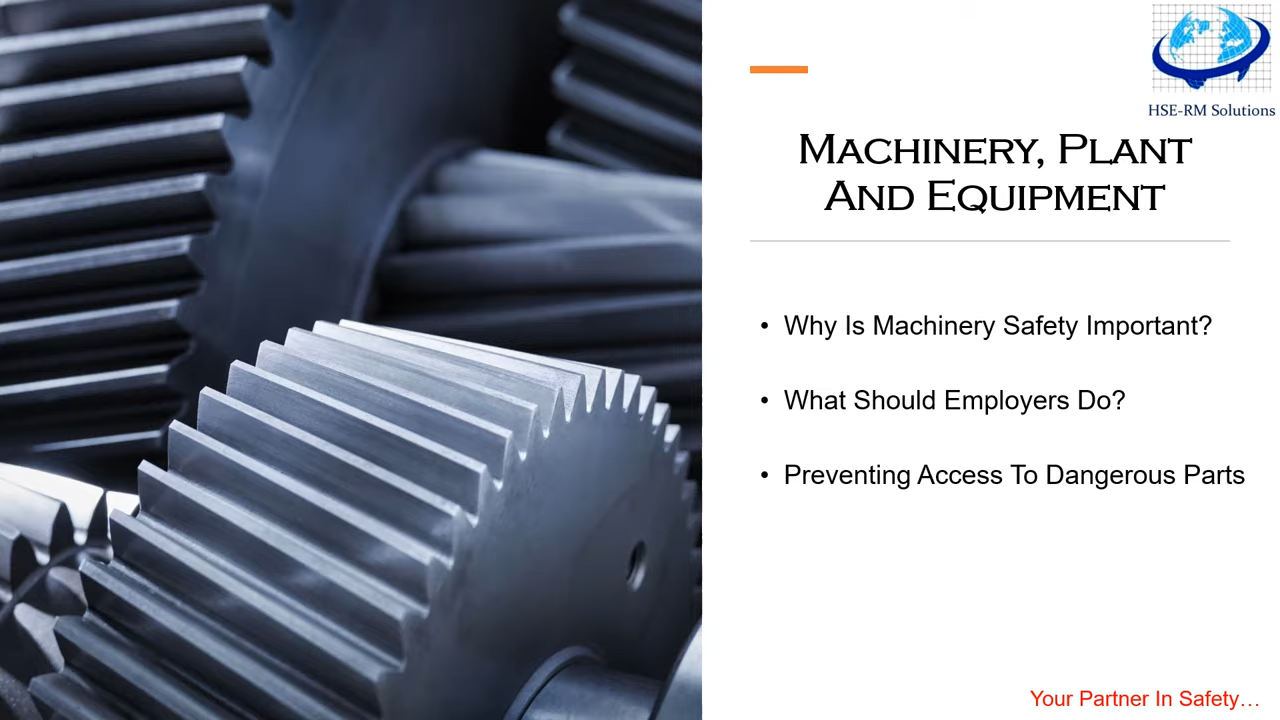 HSE-RM Solutions
Machinery, Plant
And Equipment
• Why Is Machinery Safety Important?
• What Should Employers Do?
• Preventing Access To Dangerous Parts
Your Partner In Safety…